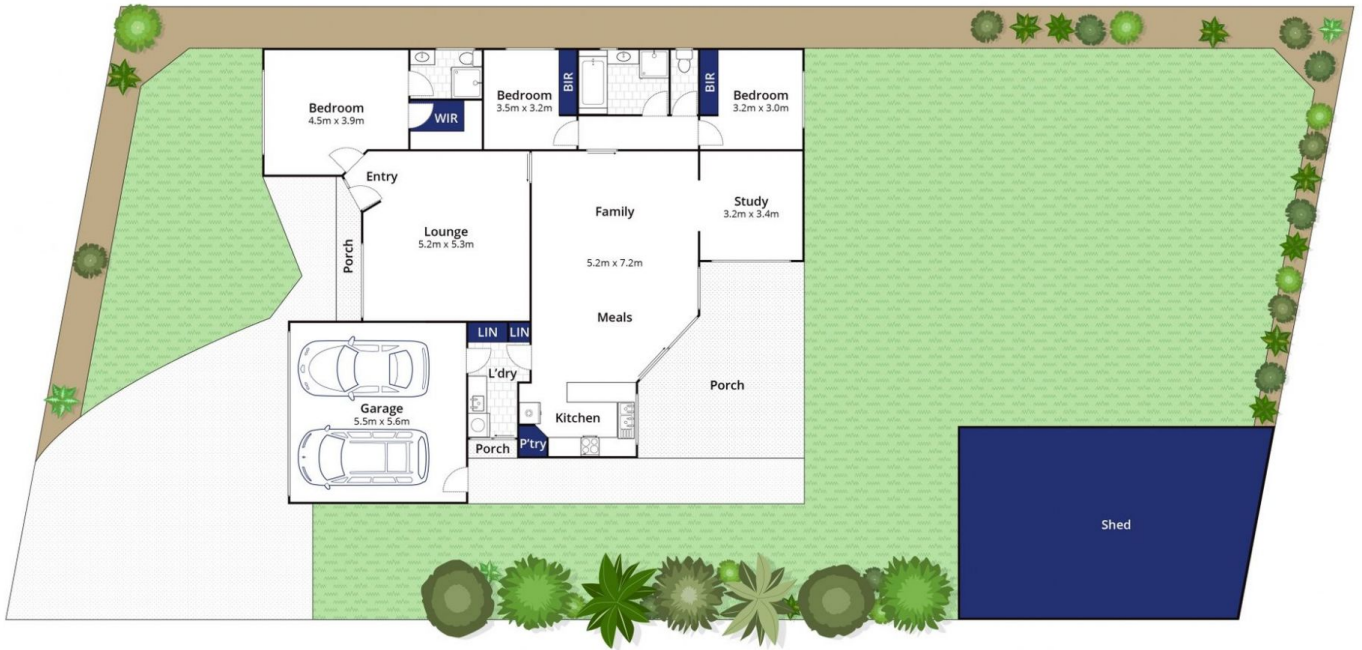 Bedroom
4.5m x 3.9m
WIR
Bedroom
3.5m x 3.2m
BIR
BIR
Bedroom
3.2m x 3.0m
Entry
Lounge
5.2m x 5.3m
Porch
Family
5.2m x 7.2m
Meals
Study
3.2m x 3.4m
LIN
LIN
L'dry
Garage
5.5m x 5.6m
Porch
Kitchen
P'try
Porch
Shed